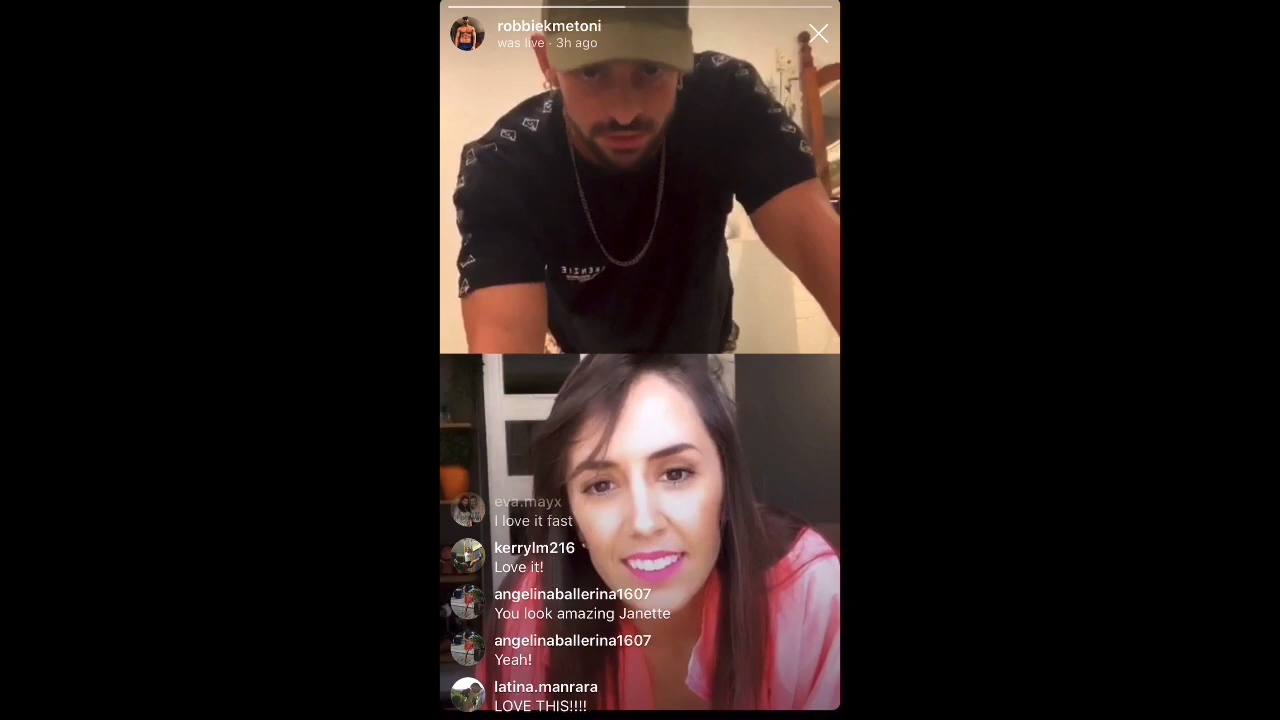 robbiekmetoni
was live · 3h ago
eva.mayx
I love it fast
kerrylm216
Love it!
angelinaballerina1607
You look amazing Janette
angelinaballerina1607
Yeah!
latina.manrara
LOVE THIS!!!!